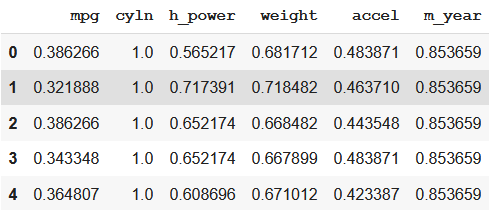 mpg cyln h_power weight accel m_year
0 0.386266 1.0 0.565217 0.681712 0.483871 0.853659
1 0.321888 1.0 0.717391 0.718482 0.463710 0.853659
2 0.386266 1.0 0.652174 0.668482 0.443548 0.853659
3 0.343348 1.0 0.652174 0.667899 0.483871 0.853659
4 0.364807 1.0 0.608696 0.671012 0.423387 0.853659